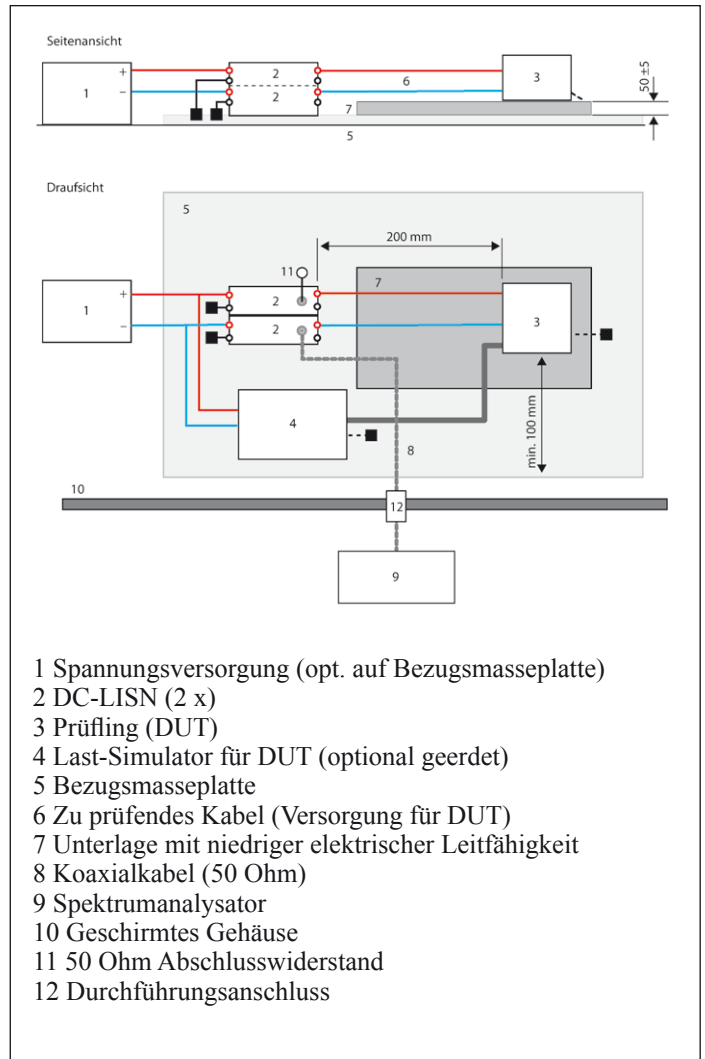 Seitenansicht
1
+
−
2
2
6
3
7
50 ±5
5
Draufsicht
5
200 mm
11
7
1
+
−
2
2
3
4
8
min. 100 mm
10
12
9
1 Spannungsversorgung (opt. auf Bezugsmasseplatte)
2 DC-LISN (2 x)
3 Prüfling (DUT)
4 Last-Simulator für DUT (optional geerdet)
5 Bezugsmasseplatte
6 Zu prüfendes Kabel (Versorgung für DUT)
7 Unterlage mit niedriger elektrischer Leitfähigkeit
8 Koaxialkabel (50 Ohm)
9 Spektrumanalysator
10 Geschirmtes Gehäuse
11 50 Ohm Abschlusswiderstand
12 Durchführungsanschluss